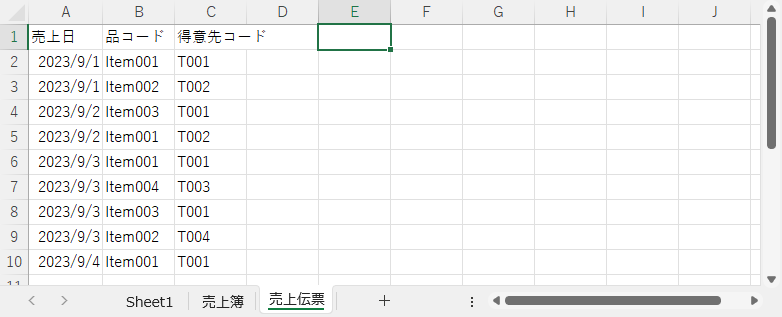 A B C D E F G H I J
1 売上日 品コード 得意先コード
2 2023/9/1 Item001 T001
3 2023/9/1 Item002 T002
4 2023/9/2 Item003 T001
5 2023/9/2 Item001 T002
6 2023/9/3 Item001 T001
7 2023/9/3 Item004 T003
8 2023/9/3 Item003 T001
9 2023/9/3 Item002 T004
10 2023/9/4 Item001 T001
Sheet1 売上簿 売上伝票